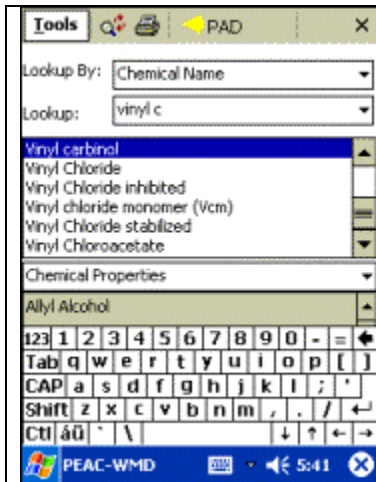 Tools PAD ×
Lookup By: Chemical Name
Lookup: vinyl c
Vinyl carbinol
Vinyl Chloride
Vinyl Chloride inhibited
Vinyl chloride monomer (Vcm)
Vinyl Chloride stabilized
Vinyl Chloroacetate
Chemical Properties
Allyl Alcohol
123 1 2 3 4 5 6 7 8 9 0 - =
Tab q w e r t y u i o p [ ]
CAP a s d f g h j k l ; '
Shift z x c v b n m , . /
Ctl áü ` \ ↓ ↑ ← →
PEAC-WMD 5:41